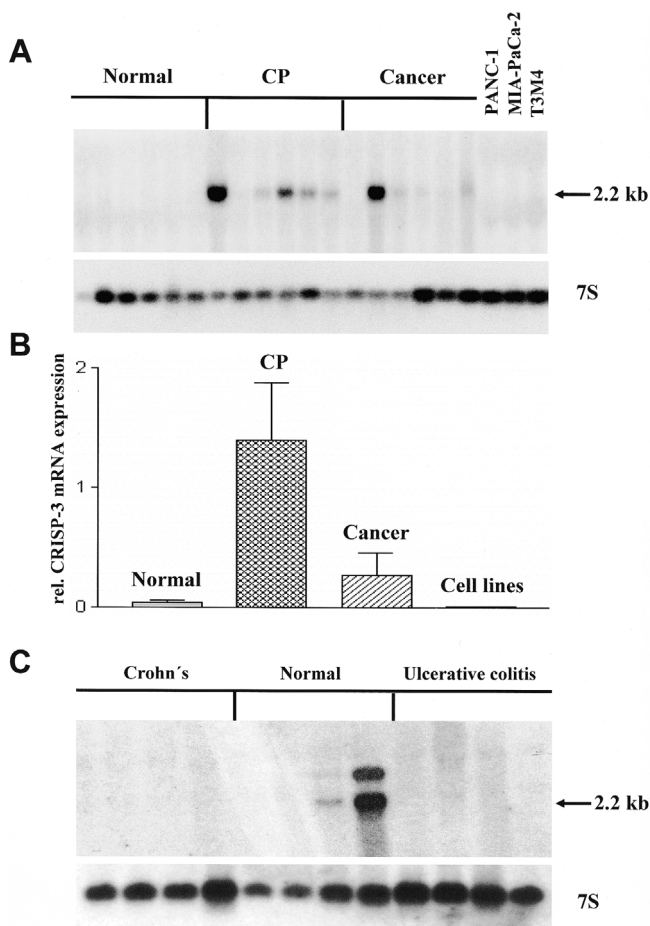 A
Normal CP Cancer PANC-1 MIA-PaCa-2 T3M4
2.2 kb
7S
B
rel. CRISP-3 mRNA expression
2
1
0
CP
Cancer
Normal
Cell lines
C
Crohn´s Normal Ulcerative colitis
2.2 kb
7S